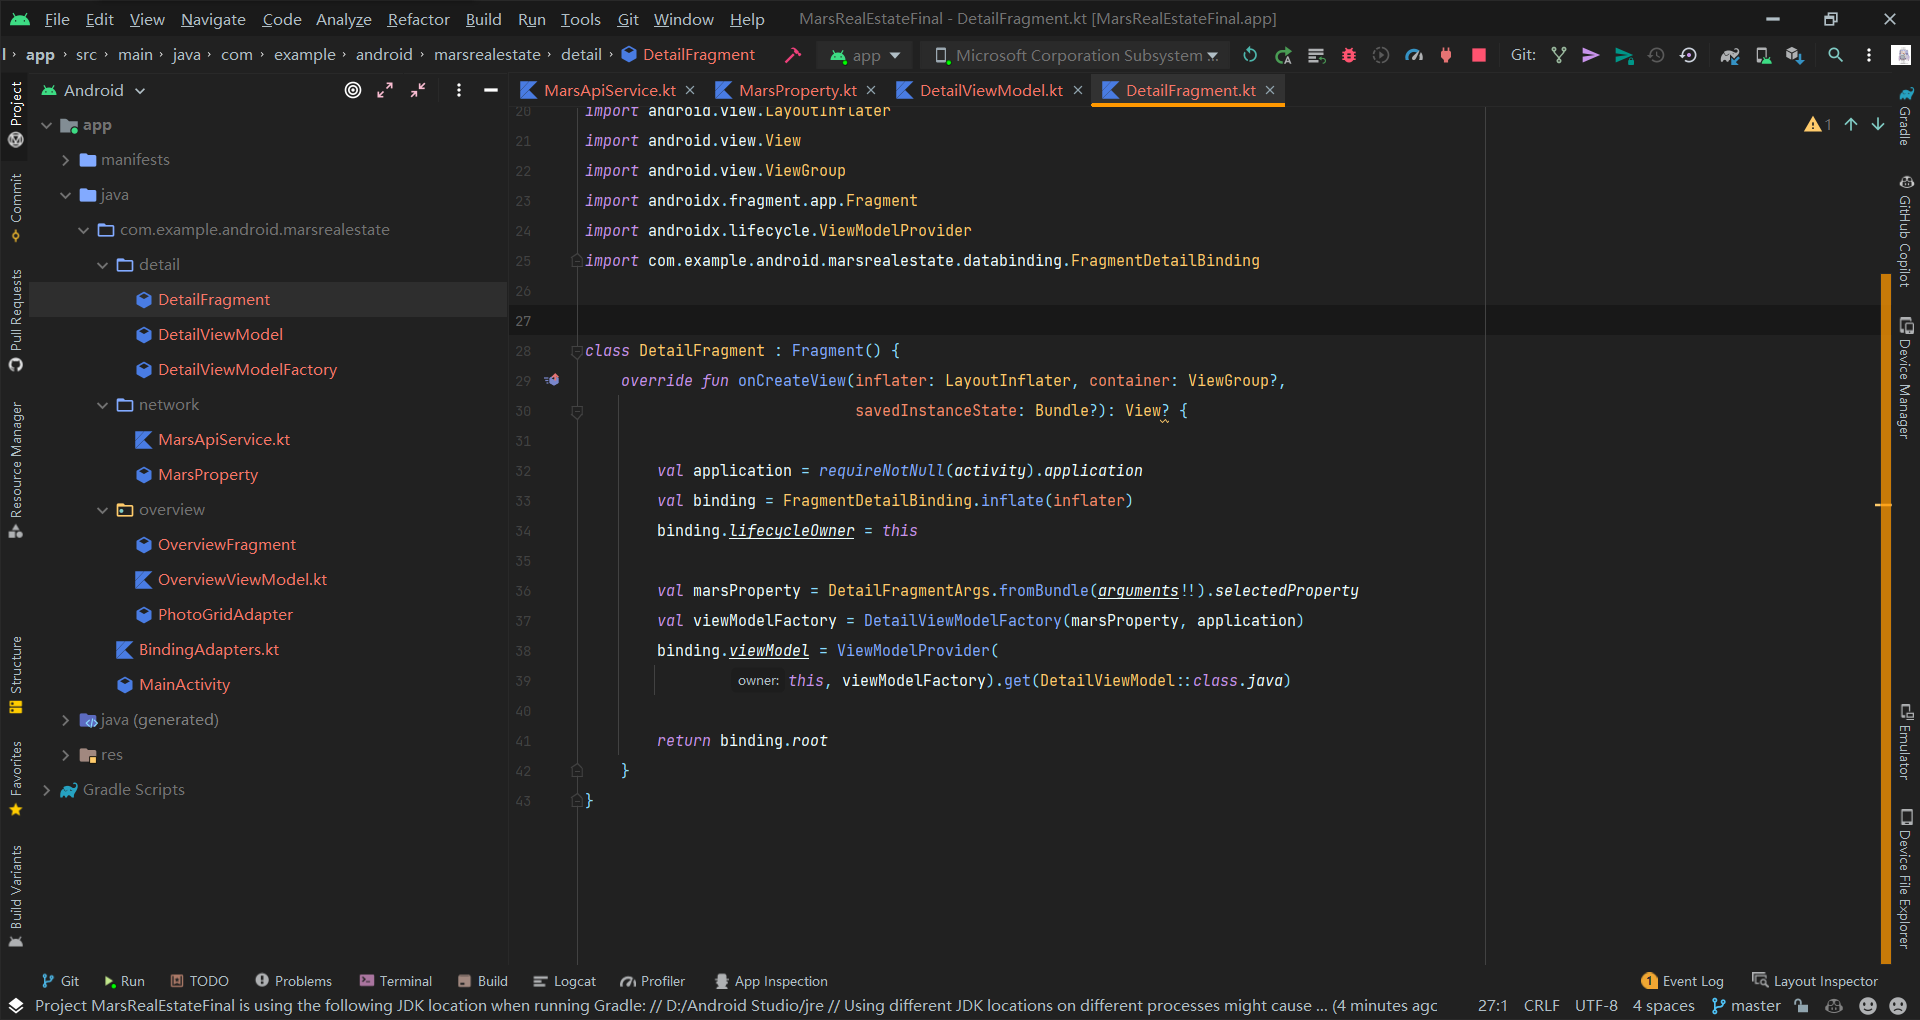 File Edit View Navigate Code Analyze Refactor Build Run Tools Git Window Help MarsRealEstateFinal - DetailFragment.kt [MarsRealEstateFinal.app]
l › app › src › main › java › com › example › android › marsrealestate › detail › DetailFragment app Microsoft Corporation Subsystem Git:
Android
MarsApiService.kt MarsProperty.kt DetailViewModel.kt DetailFragment.kt
Project
Commit
Pull Requests
Resource Manager
Structure
Favorites
Build Variants
app
manifests
java
com.example.android.marsrealestate
detail
DetailFragment
DetailViewModel
DetailViewModelFactory
network
MarsApiService.kt
MarsProperty
overview
OverviewFragment
OverviewViewModel.kt
PhotoGridAdapter
BindingAdapters.kt
MainActivity
java (generated)
res
Gradle Scripts
20 import android.view.LayoutInflater
21 import android.view.View
22 import android.view.ViewGroup
23 import androidx.fragment.app.Fragment
24 import androidx.lifecycle.ViewModelProvider
25 import com.example.android.marsrealestate.databinding.FragmentDetailBinding
26
27
28 class DetailFragment : Fragment() {
29 override fun onCreateView(inflater: LayoutInflater, container: ViewGroup?,
30 savedInstanceState: Bundle?): View? {
31
32 val application = requireNotNull(activity).application
33 val binding = FragmentDetailBinding.inflate(inflater)
34 binding.lifecycleOwner = this
35
36 val marsProperty = DetailFragmentArgs.fromBundle(arguments!!).selectedProperty
37 val viewModelFactory = DetailViewModelFactory(marsProperty, application)
38 binding.viewModel = ViewModelProvider(
39 owner: this, viewModelFactory).get(DetailViewModel::class.java)
40
41 return binding.root
42 }
43 }
1
Gradle
GitHub Copilot
Device Manager
Emulator
Device File Explorer
Git Run TODO Problems Terminal Build Logcat Profiler App Inspection 1 Event Log Layout Inspector
Project MarsRealEstateFinal is using the following JDK location when running Gradle: // D:/Android Studio/jre // Using different JDK locations on different processes might cause ... (4 minutes agc 27:1 CRLF UTF-8 4 spaces master